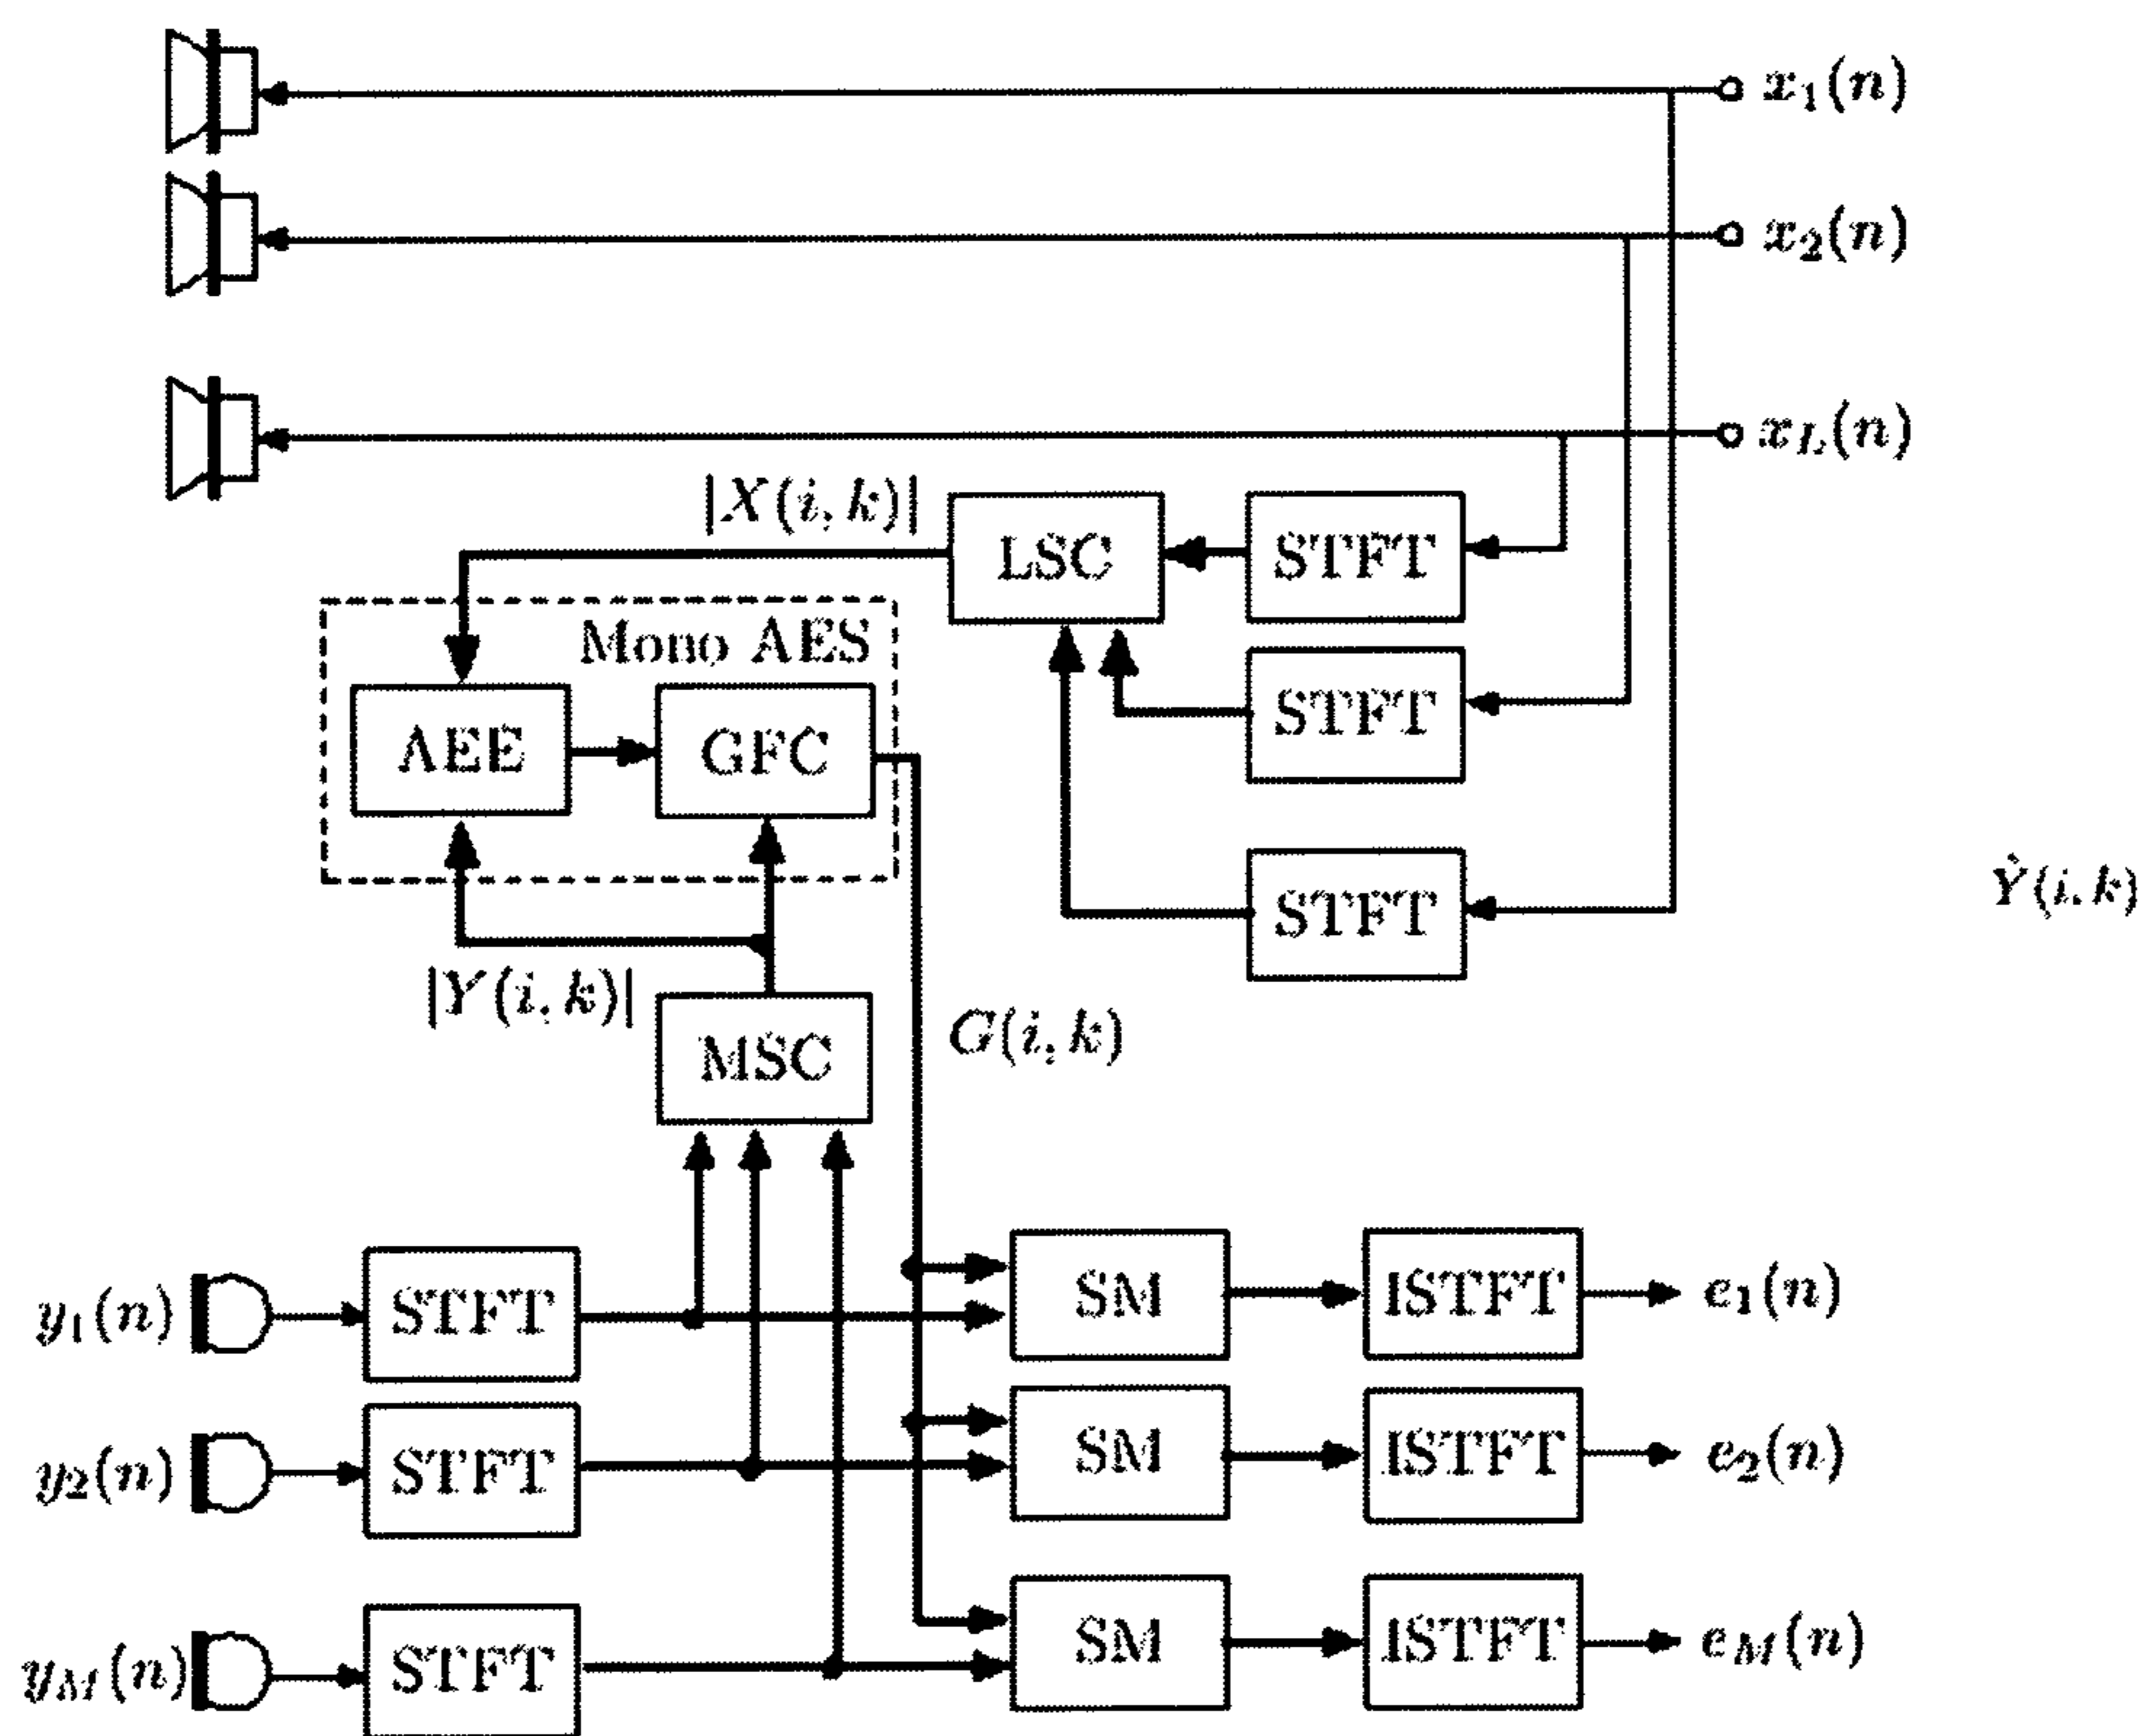 x₁(n)
x₂(n)
x_L(n)
|X(i, k)|
LSC
STFT
Mono AES
STFT
AEE
GFC
STFT
Ŷ(i, k)
|Y(i, k)|
G(i, k)
MSC
y₁(n)
STFT
SM
ISTFT
e₁(n)
y₂(n)
STFT
SM
ISTFT
e₂(n)
y_M(n)
STFT
SM
ISTFT
e_M(n)